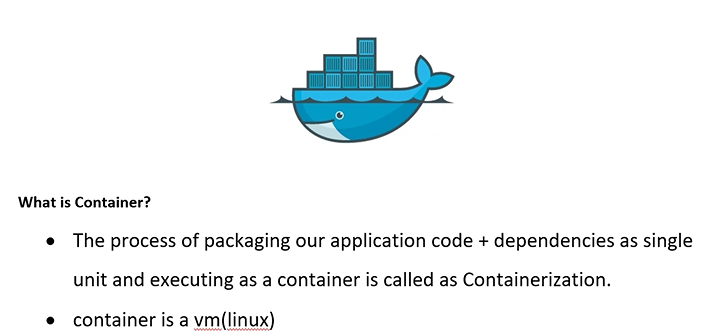 What is Container?
• The process of packaging our application code + dependencies as single
unit and executing as a container is called as Containerization.
• container is a vm(linux)